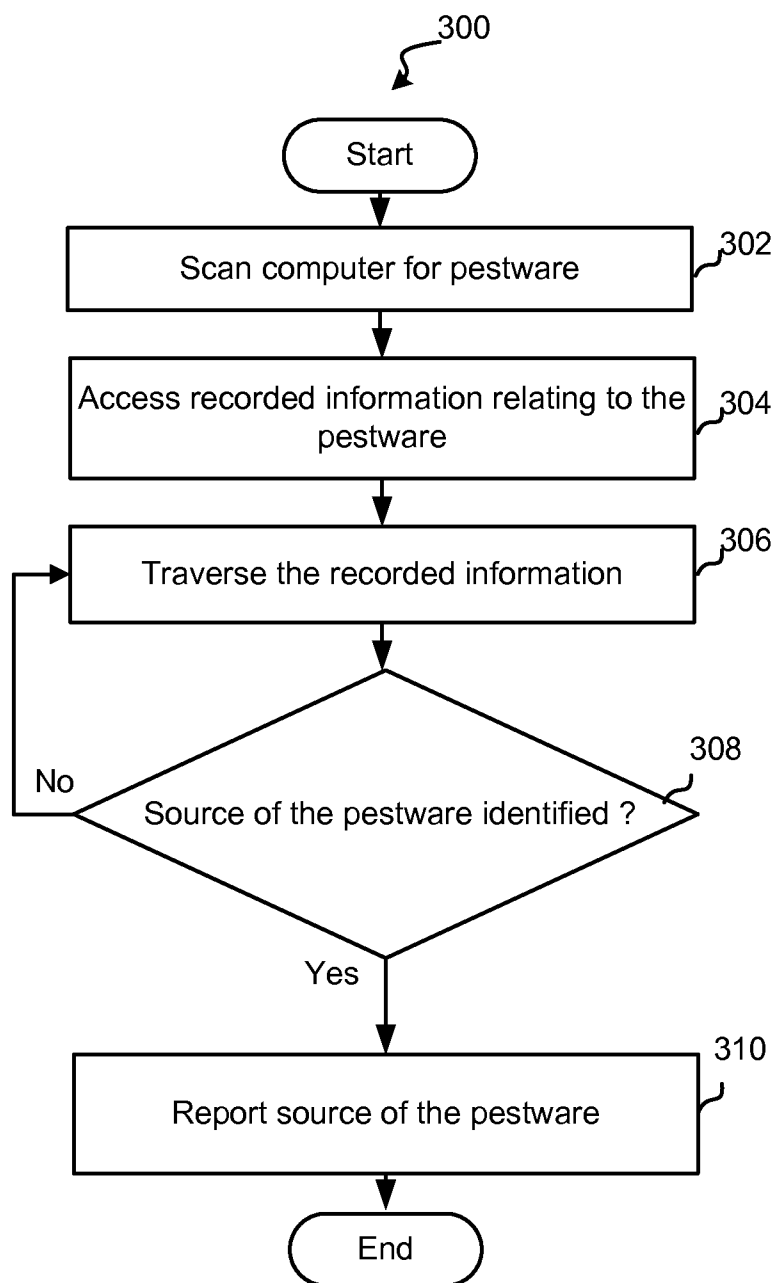 300
Start
Scan computer for pestware
302
Access recorded information relating to the
pestware
304
Traverse the recorded information
306
Source of the pestware identified ?
308
No
Yes
Report source of the pestware
310
End